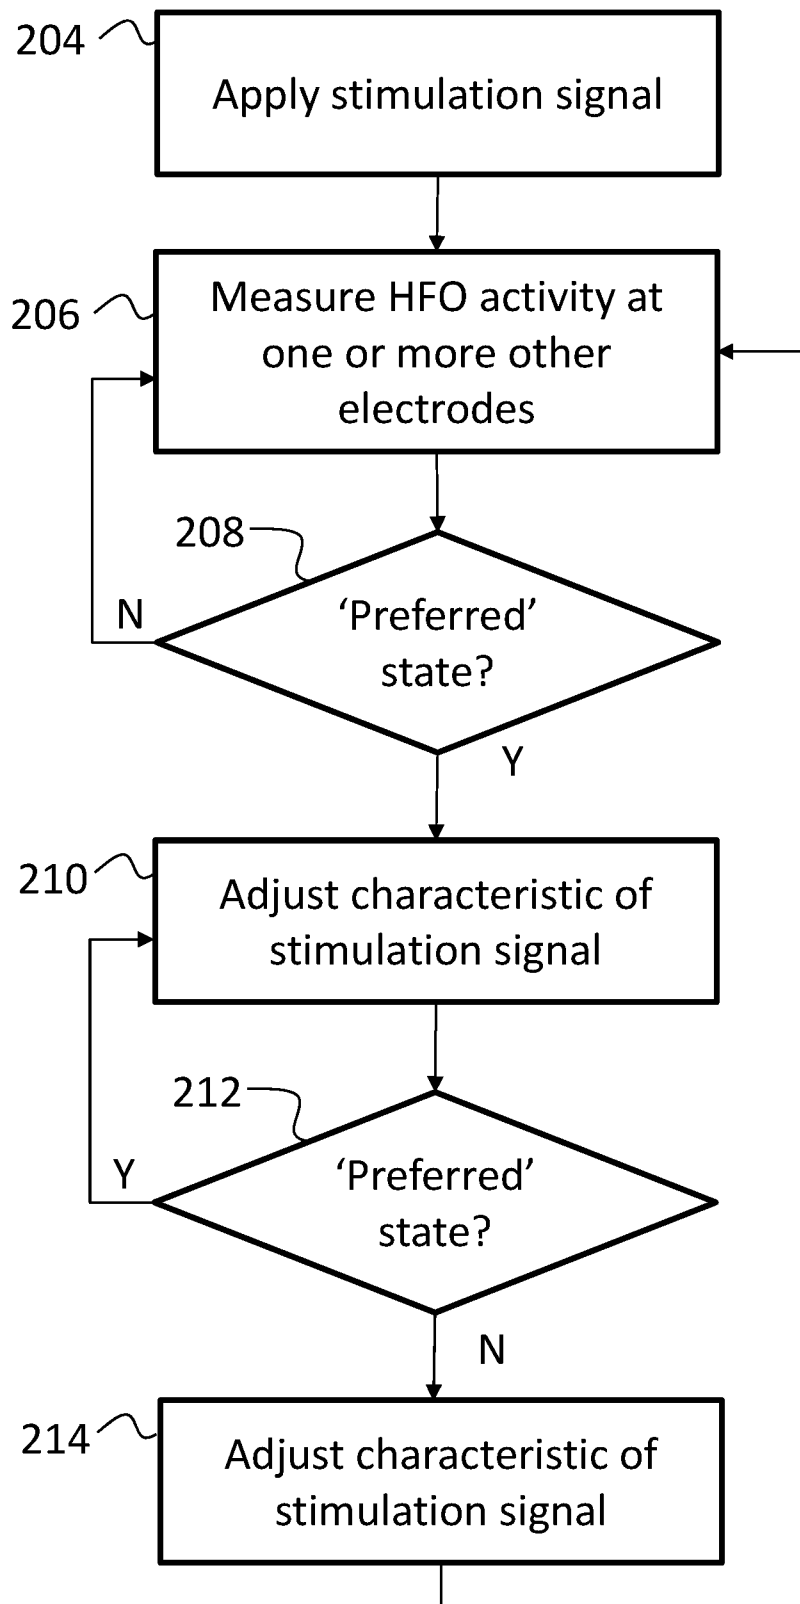 204
Apply stimulation signal
206
Measure HFO activity at
one or more other
electrodes
208
N
‘Preferred’
state?
Y
210
Adjust characteristic of
stimulation signal
212
Y
‘Preferred’
state?
N
214
Adjust characteristic of
stimulation signal